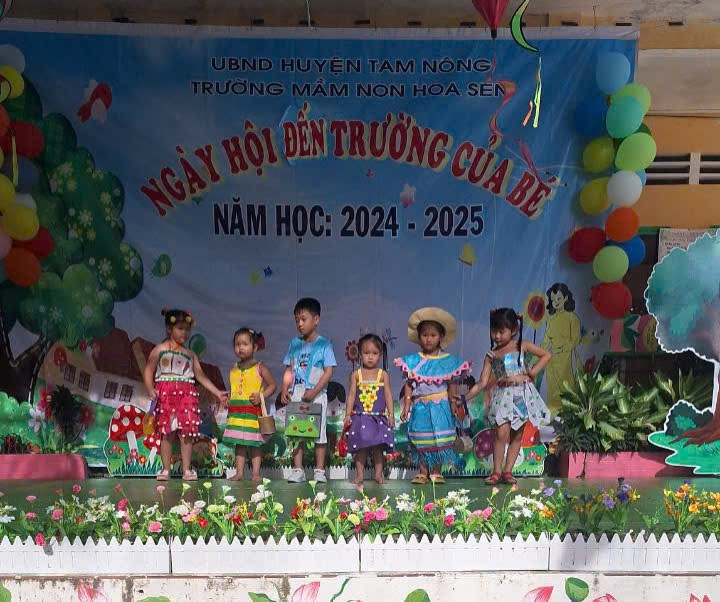 UBND HUYỆN TAM NÔNG
TRƯỜNG MẦM NON HOA SEN
NGÀY HỘI ĐẾN TRƯỜNG CỦA BÉ
NĂM HỌC: 2024 - 2025